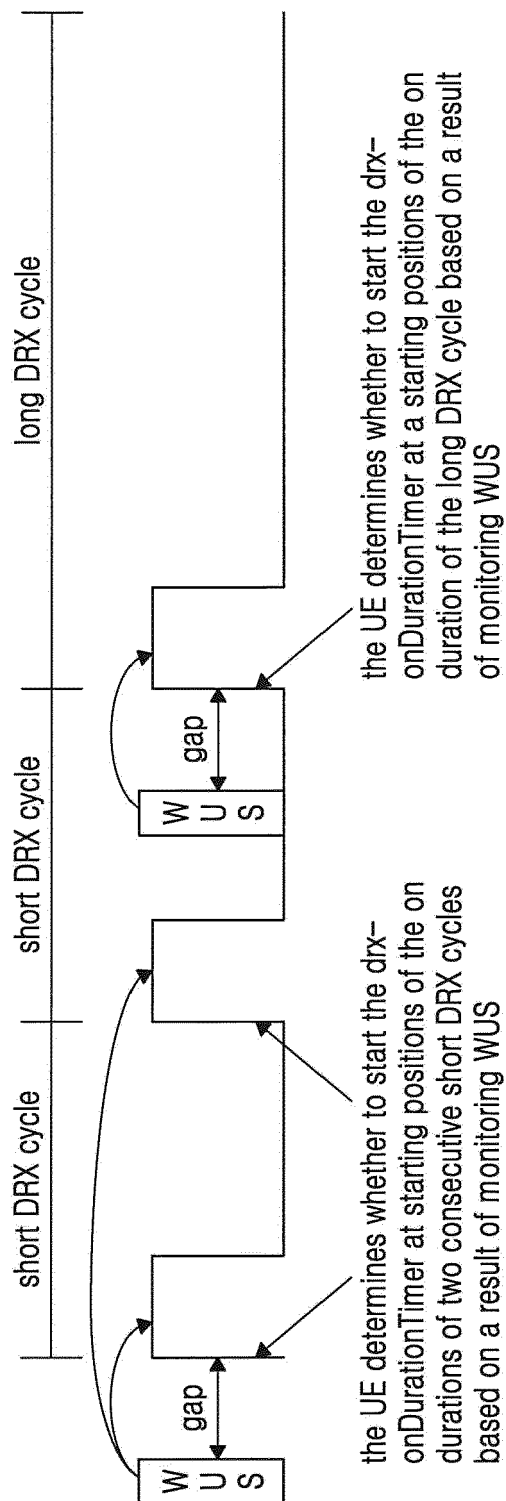 short DRX cycle
short DRX cycle
long DRX cycle
W
U
S
gap
W
U
S
gap
the UE determines whether to start the drx-
onDurationTimer at starting positions of the on
durations of two consecutive short DRX cycles
based on a result of monitoring WUS
the UE determines whether to start the drx-
onDurationTimer at a starting positions of the on
duration of the long DRX cycle based on a result
of monitoring WUS